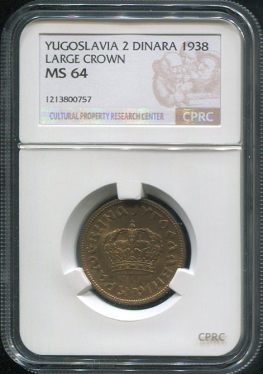 YUGOSLAVIA 2 DINARA 1938
LARGE CROWN
MS 64
1213800757
CULTURAL PROPERTY RESEARCH CENTER
CPRC
CPRC